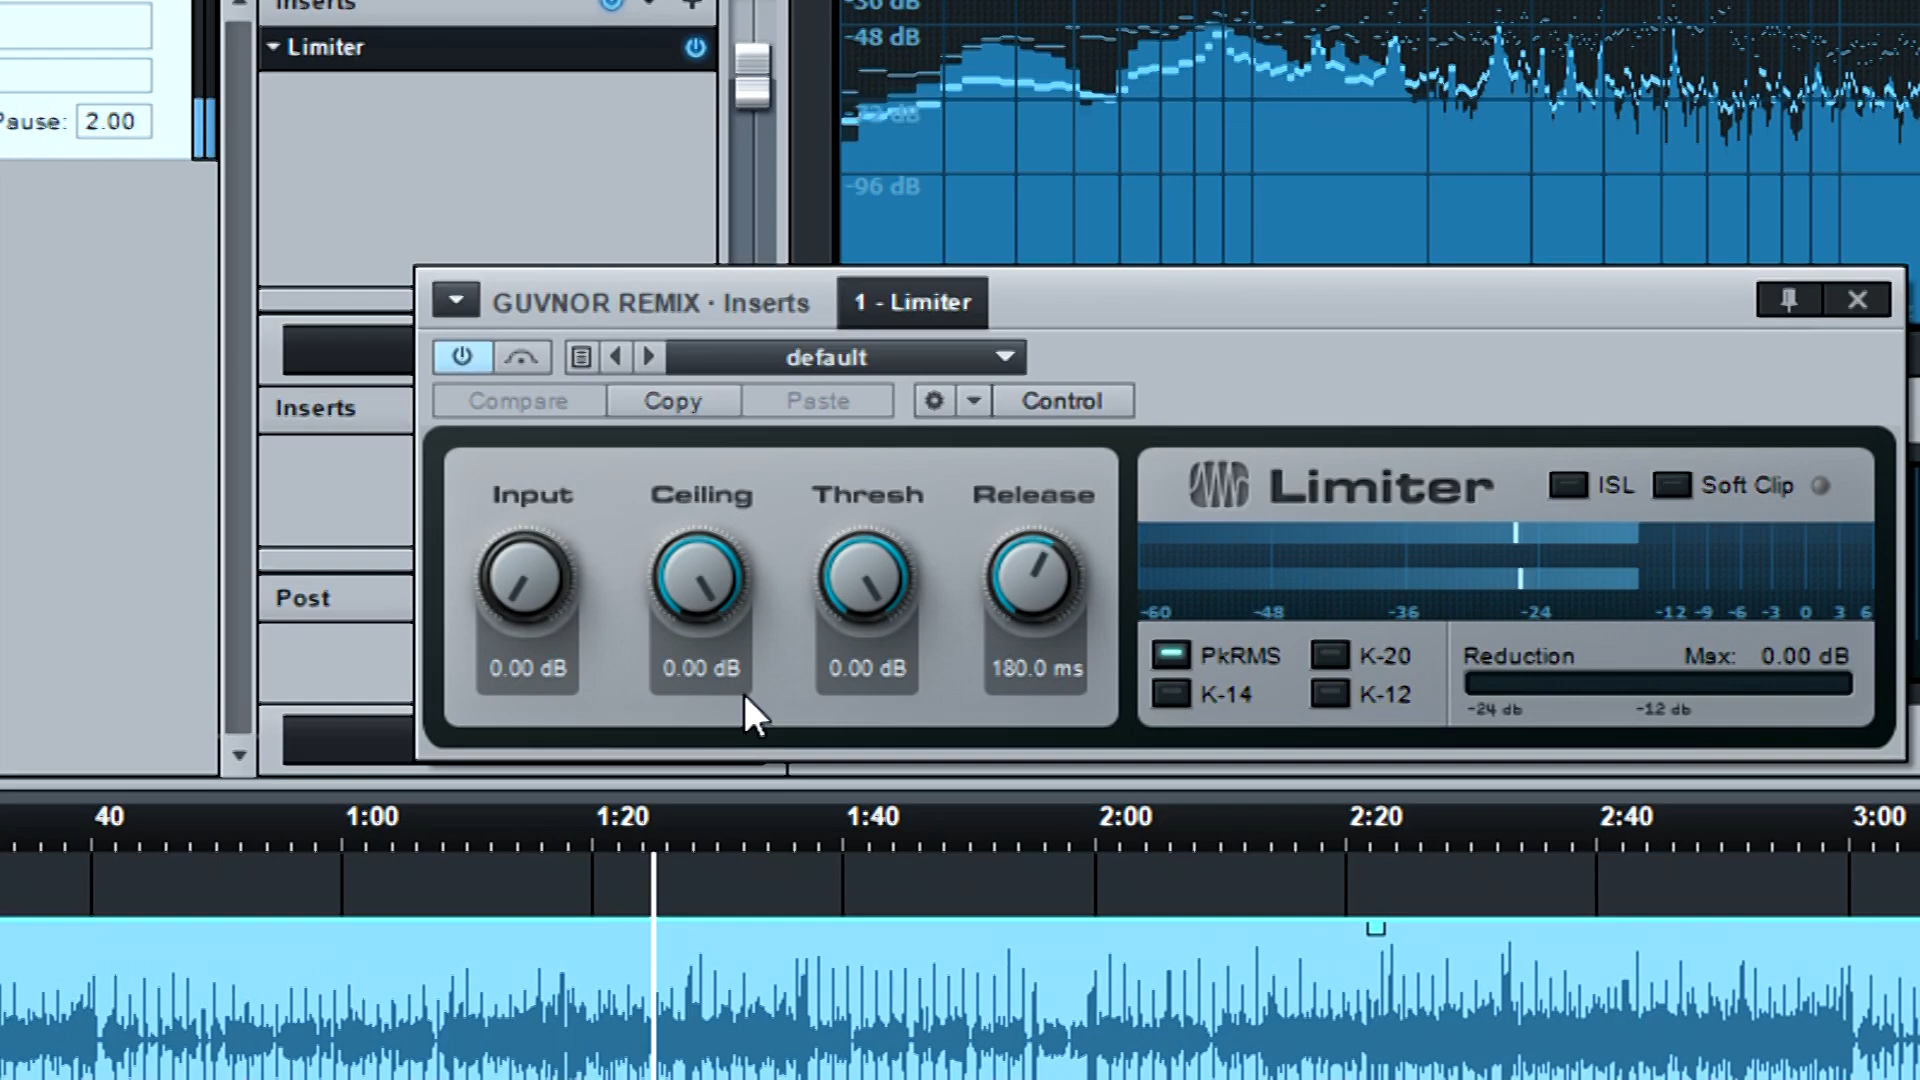 Inserts
-36 dB
-48 dB
Limiter
-72 dB
Pause: 2.00
-96 dB
GUVNOR REMIX · Inserts
1 - Limiter
default
Compare
Copy
Paste
Control
Inserts
Input
Ceiling
Thresh
Release
Limiter
ISL
Soft Clip
-60 -48 -36 -24 -12 -9 -6 -3 0 3 6
Post
0.00 dB
0.00 dB
0.00 dB
180.0 ms
PkRMS
K-20
K-14
K-12
Reduction
Max: 0.00 dB
-24 db
-12 db
40 1:00 1:20 1:40 2:00 2:20 2:40 3:00